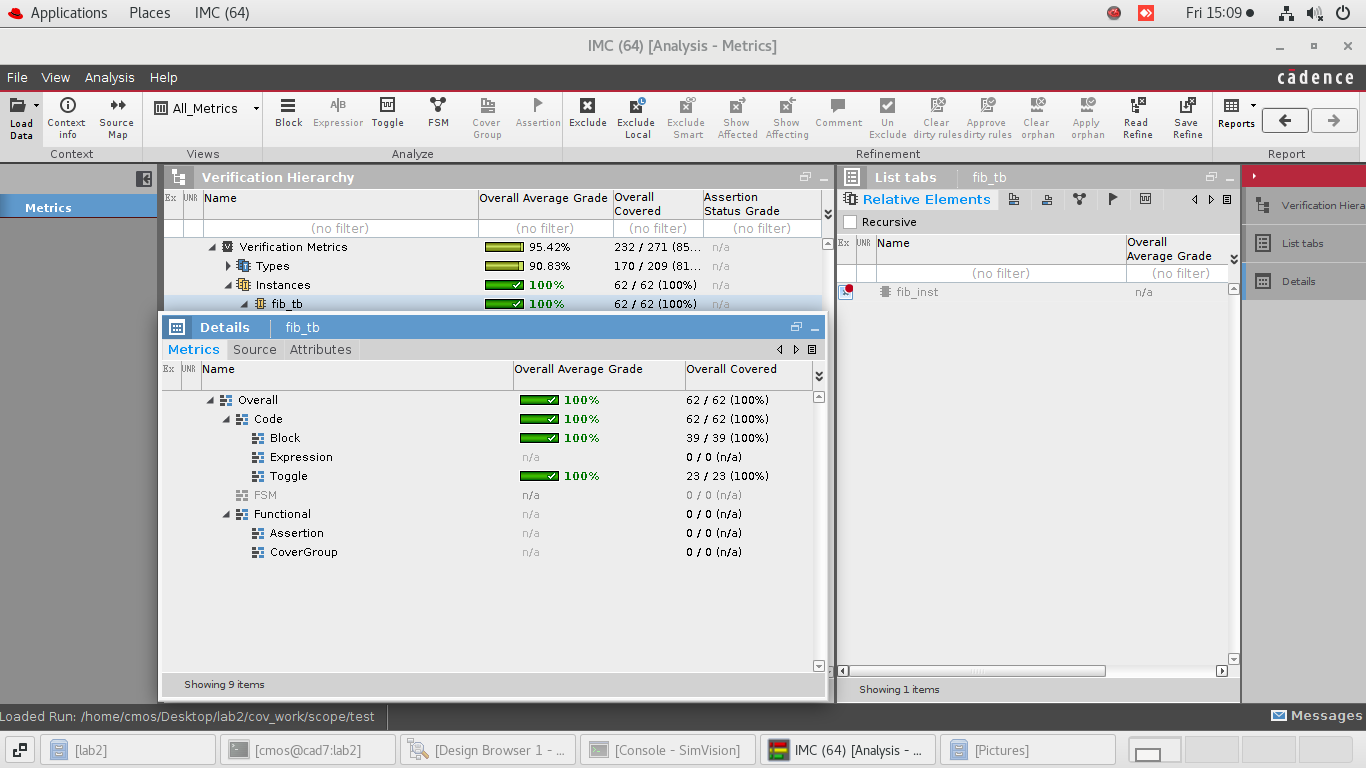 Applications Places IMC (64) Fri 15:09
IMC (64) [Analysis - Metrics]
File View Analysis Help cādence
Load Data
Context info
Source Map
All_Metrics
Block
Expression
Toggle
FSM
Cover Group
Assertion
Exclude
Exclude Local
Exclude Smart
Show Affected
Show Affecting
Comment
Un Exclude
Clear dirty rules
Approve dirty rules
Clear orphan
Apply orphan
Read Refine
Save Refine
Reports
Context Views Analyze Refinement Report
Metrics
Verification Hierarchy
Ex UNR Name Overall Average Grade Overall Covered Assertion Status Grade
(no filter) (no filter) (no filter) (no filter)
Verification Metrics 95.42% 232 / 271 (85... n/a
Types 90.83% 170 / 209 (81... n/a
Instances 100% 62 / 62 (100%) n/a
fib_tb 100% 62 / 62 (100%) n/a
Details fib_tb
Metrics Source Attributes
Ex UNR Name Overall Average Grade Overall Covered
Overall 100% 62 / 62 (100%)
Code 100% 62 / 62 (100%)
Block 100% 39 / 39 (100%)
Expression n/a 0 / 0 (n/a)
Toggle 100% 23 / 23 (100%)
FSM n/a 0 / 0 (n/a)
Functional n/a 0 / 0 (n/a)
Assertion n/a 0 / 0 (n/a)
CoverGroup n/a 0 / 0 (n/a)
Showing 9 items
List tabs fib_tb
Relative Elements
Recursive
Ex UNR Name Overall Average Grade
(no filter) (no filter)
fib_inst n/a
Showing 1 items
Verification Hiera
List tabs
Details
Loaded Run: /home/cmos/Desktop/lab2/cov_work/scope/test Messages
[lab2] [cmos@cad7:lab2] [Design Browser 1 - ... [Console - SimVision] IMC (64) [Analysis - ... [Pictures]